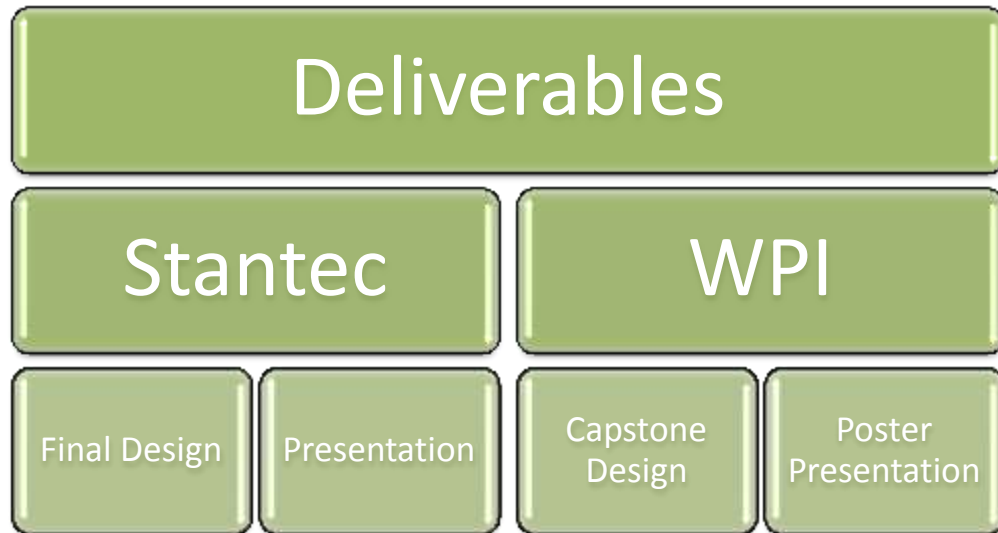 Deliverables
Stantec
WPI
Final Design
Presentation
Capstone
Design
Poster
Presentation